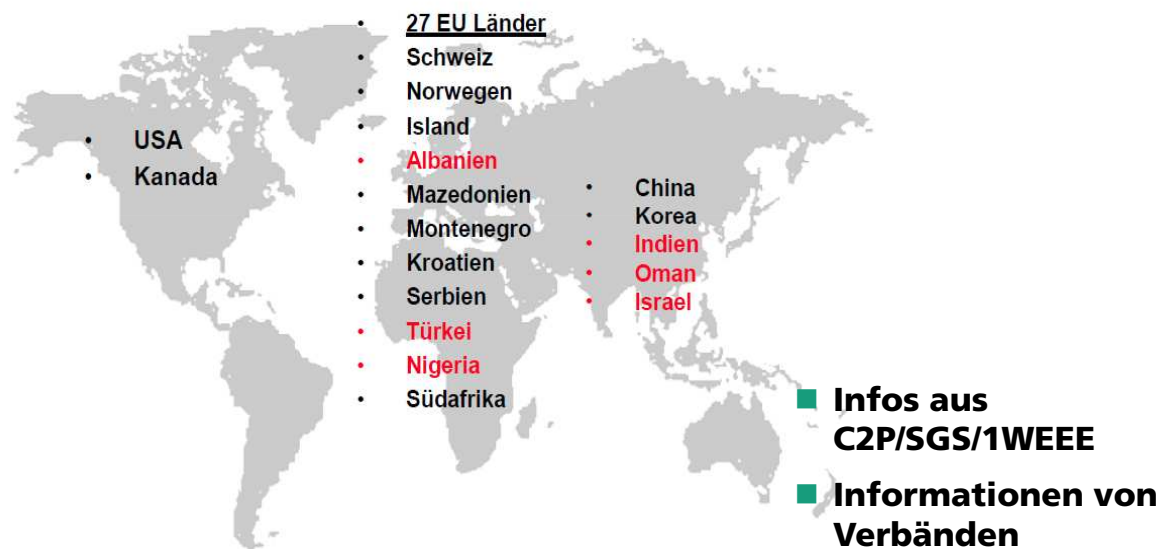 • USA
• Kanada
• 27 EU Länder
• Schweiz
• Norwegen
• Island
• Albanien
• Mazedonien
• Montenegro
• Kroatien
• Serbien
• Türkei
• Nigeria
• Südafrika
• China
• Korea
• Indien
• Oman
• Israel
■ Infos aus
C2P/SGS/1WEEE
■ Informationen von
Verbänden